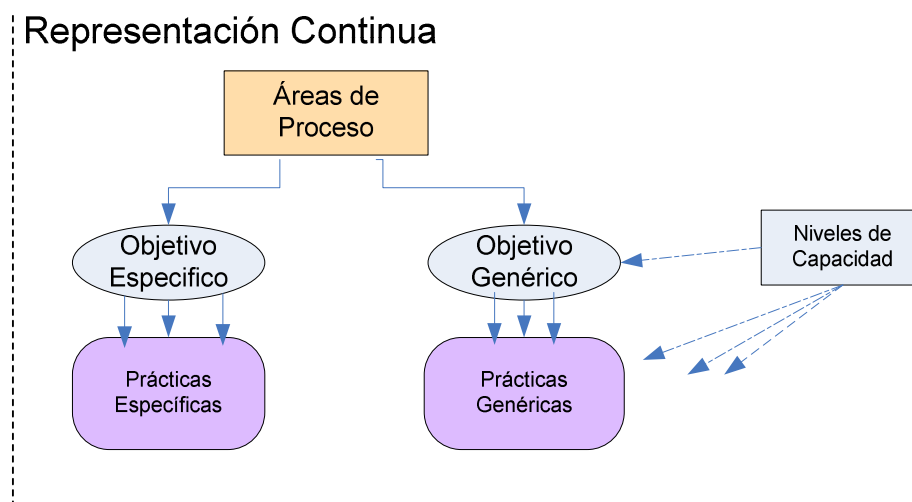 Representación Continua
Áreas de
Proceso
Objetivo
Especifico
Objetivo
Genérico
Niveles de
Capacidad
Prácticas
Específicas
Prácticas
Genéricas